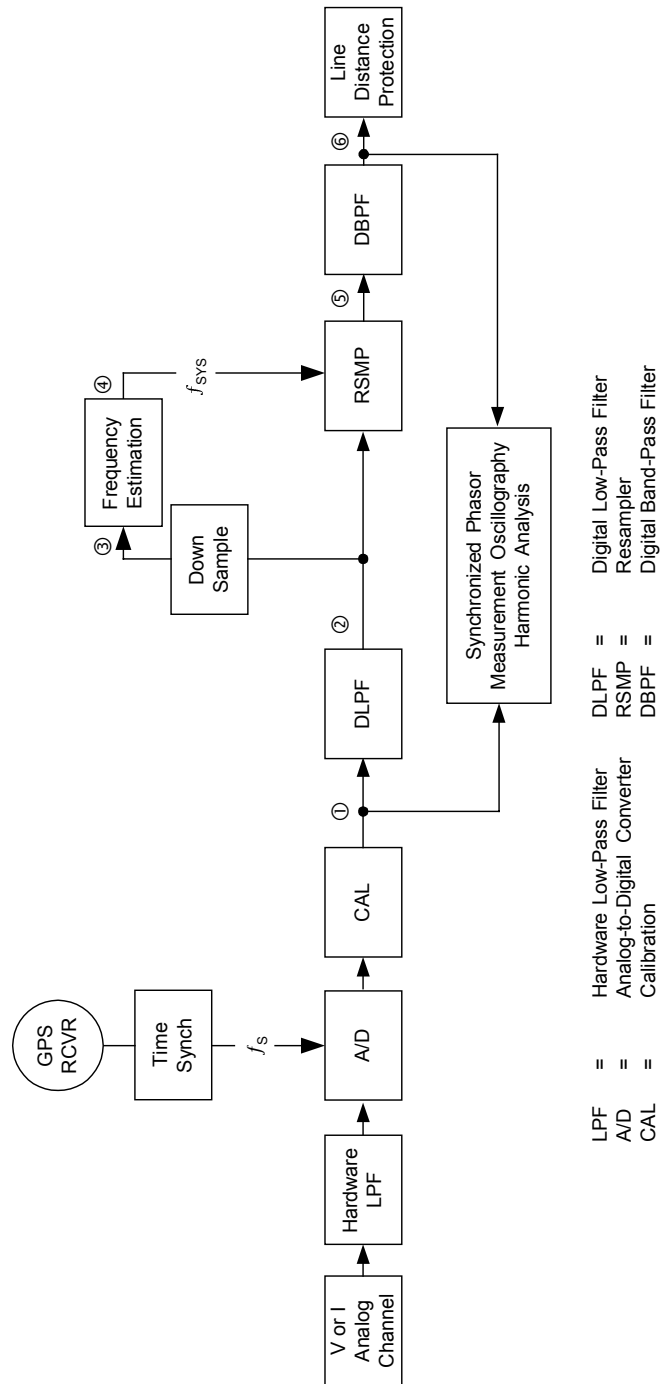 GPS
RCVR
Time
Synch
fS
V or I
Analog
Channel
Hardware
LPF
A/D
CAL
①
DLPF
②
Down
Sample
③
Frequency
Estimation
④
fSYS
RSMP
⑤
DBPF
⑥
Line
Distance
Protection
Synchronized Phasor
Measurement Oscillography
Harmonic Analysis
LPF = Hardware Low-Pass Filter DLPF = Digital Low-Pass Filter
A/D = Analog-to-Digital Converter RSMP = Resampler
CAL = Calibration DBPF = Digital Band-Pass Filter